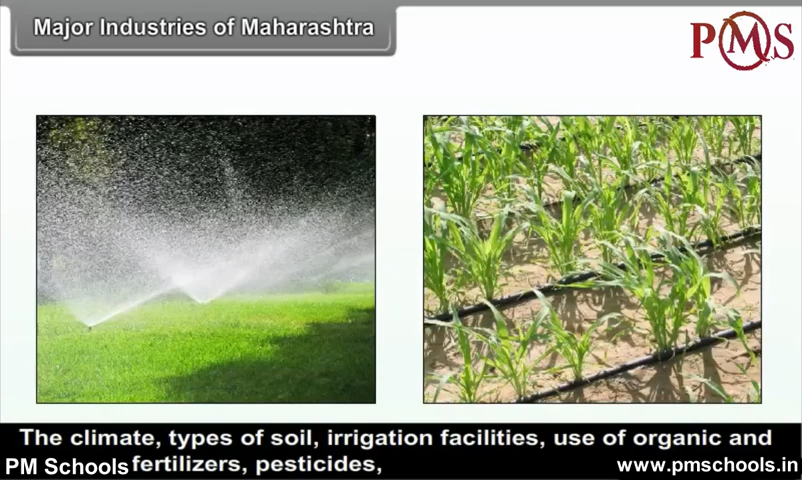 Major Industries of Maharashtra
PMS
The climate, types of soil, irrigation facilities, use of organic and
fertilizers, pesticides,
PM Schools
www.pmschools.in